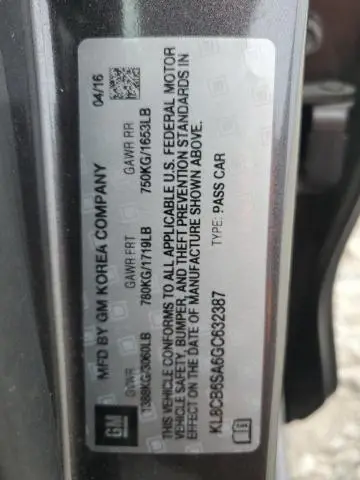 MFD BY GM KOREA COMPANY 04/16
GVWR GAWR FRT GAWR RR
1388KG/3060LB 780KG/1719LB 750KG/1653LB
THIS VEHICLE CONFORMS TO ALL APPLICABLE U.S. FEDERAL MOTOR
VEHICLE SAFETY, BUMPER, AND THEFT PREVENTION STANDARDS IN
EFFECT ON THE DATE OF MANUFACTURE SHOWN ABOVE.
KL8CB6SA6GC632387 TYPE: PASS CAR
GM